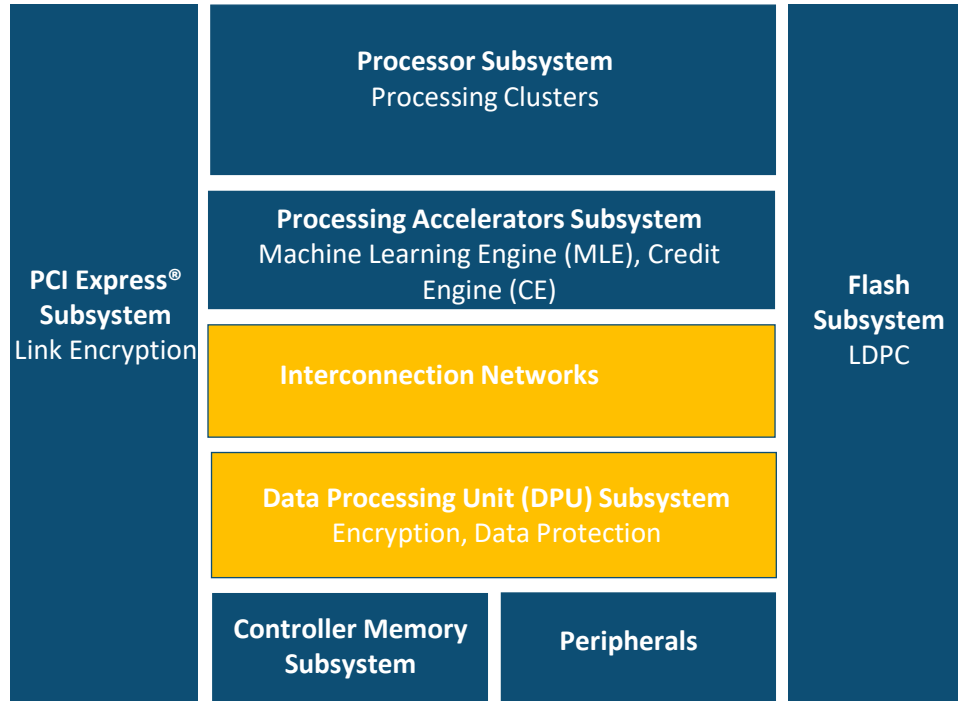 Processor Subsystem
Processing Clusters
Processing Accelerators Subsystem
Machine Learning Engine (MLE), Credit
Engine (CE)
PCI Express®
Subsystem
Link Encryption
Flash
Subsystem
LDPC
Interconnection Networks
Data Processing Unit (DPU) Subsystem
Encryption, Data Protection
Controller Memory
Subsystem
Peripherals